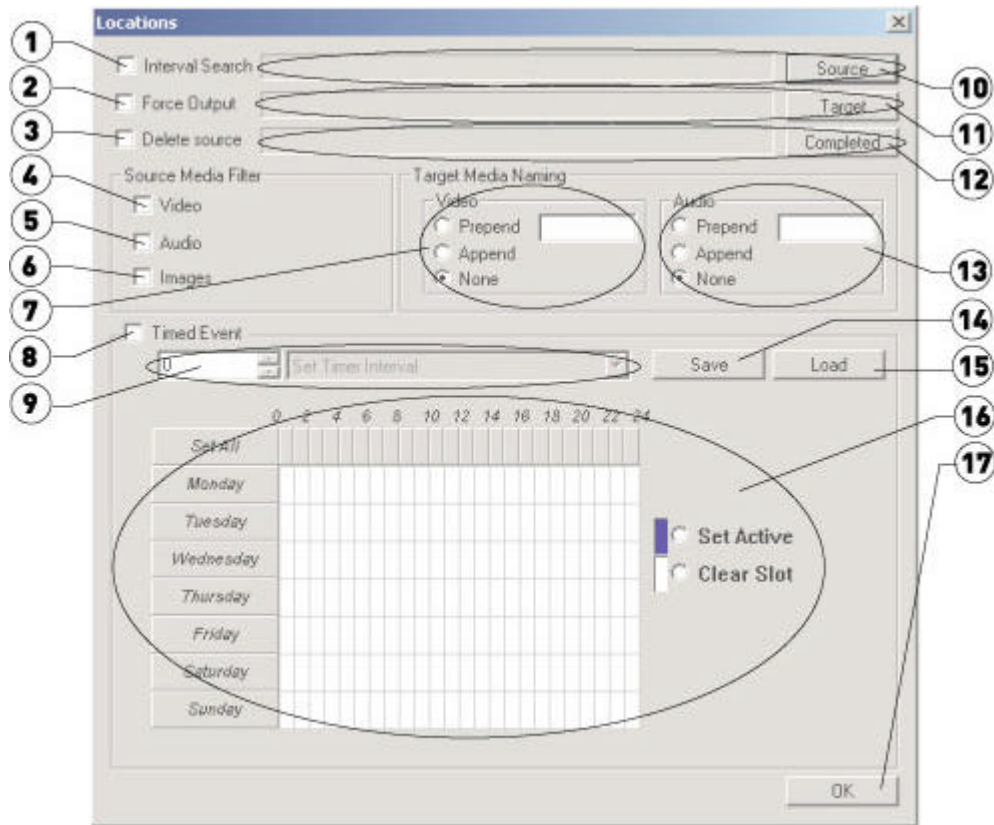 Locations
1 Interval Search Source 10
2 Force Output Target 11
3 Delete source Completed 12
Source Media Filter
4 Video
5 Audio
6 Images
Target Media Naming
7 Video
Prepend
Append
None
Audio 13
Prepend
Append
None
8 Timed Event
9 0 Set Timer Interval Save 14 Load 15
0 2 4 6 8 10 12 14 16 18 20 22 24 16
Set All
Monday
Tuesday
Wednesday
Thursday
Friday
Saturday
Sunday
Set Active
Clear Slot
OK 17